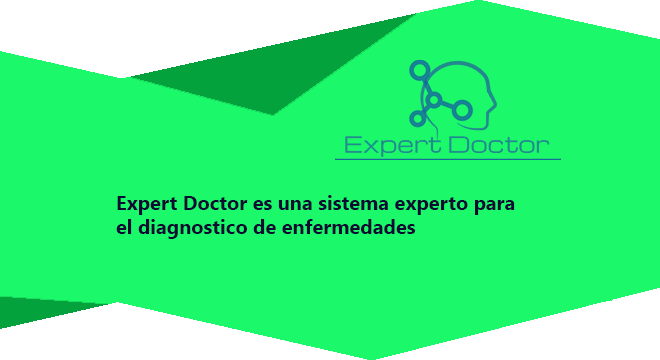 Expert Doctor
Expert Doctor es una sistema experto para
el diagnostico de enfermedades